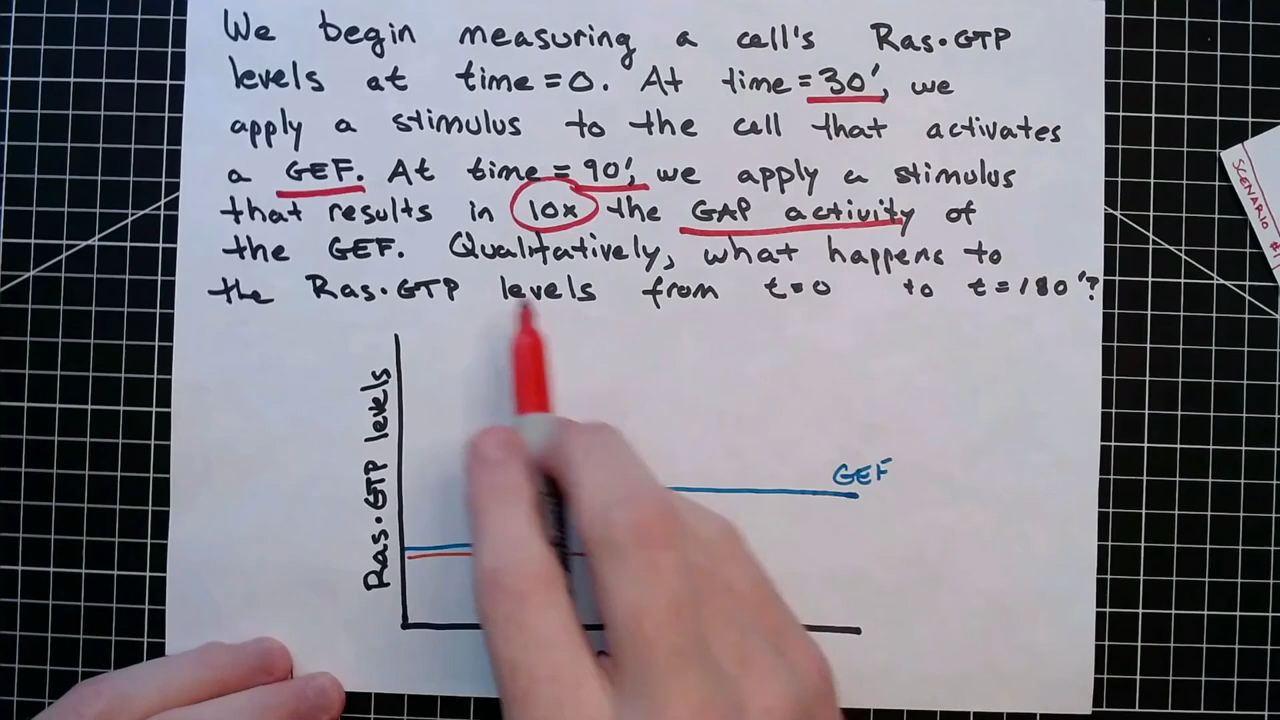 We begin measuring a cell's Ras•GTP
levels at time=0. At time=30', we
apply a stimulus to the cell that activates
a GEF. At time=90', we apply a stimulus
that results in 10x the GAP activity of
the GEF. Qualitatively, what happens to
the Ras•GTP levels from t=0 to t=180'?
Ras•GTP levels
GEF
SCENARIO